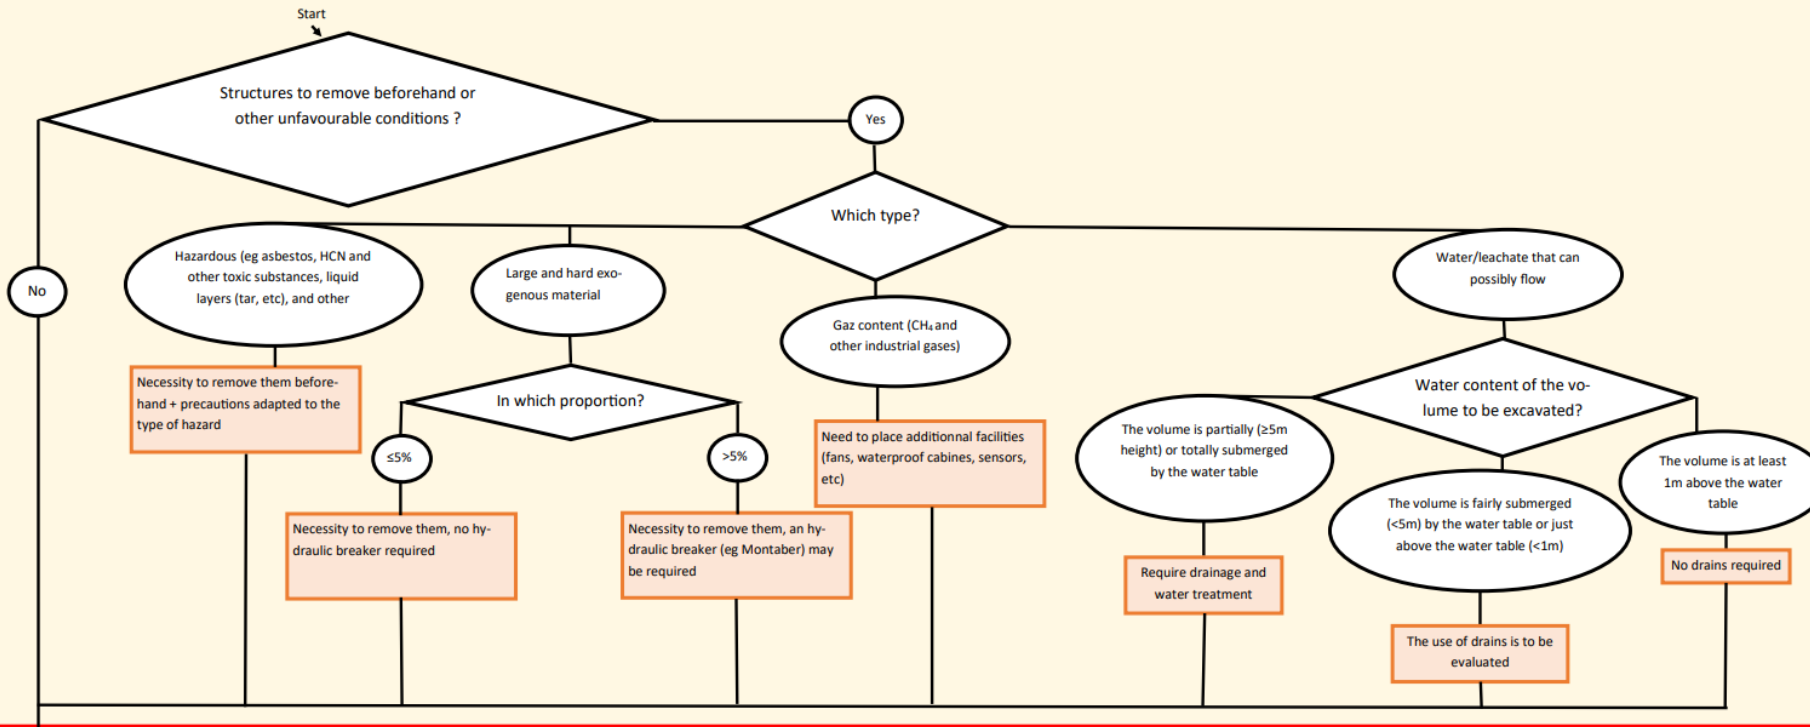 Start
Structures to remove beforehand or
other unfavourable conditions ?
Yes
Which type?
No
Hazardous (eg asbestos, HCN and
other toxic substances, liquid
layers (tar, etc), and other
Necessity to remove them before-
hand + precautions adapted to the
type of hazard
Large and hard exo-
genous material
In which proportion?
≤5%
>5%
Necessity to remove them, no hy-
draulic breaker required
Necessity to remove them, an hy-
draulic breaker (eg Montaber) may
be required
Gaz content (CH₄ and
other industrial gases)
Need to place additionnal facilities
(fans, waterproof cabines, sensors,
etc)
Water/leachate that can
possibly flow
Water content of the vo-
lume to be excavated?
The volume is partially (≥5m
height) or totally submerged
by the water table
Require drainage and
water treatment
The volume is fairly submerged
(<5m) by the water table or just
above the water table (<1m)
The use of drains is to be
evaluated
The volume is at least
1m above the water
table
No drains required